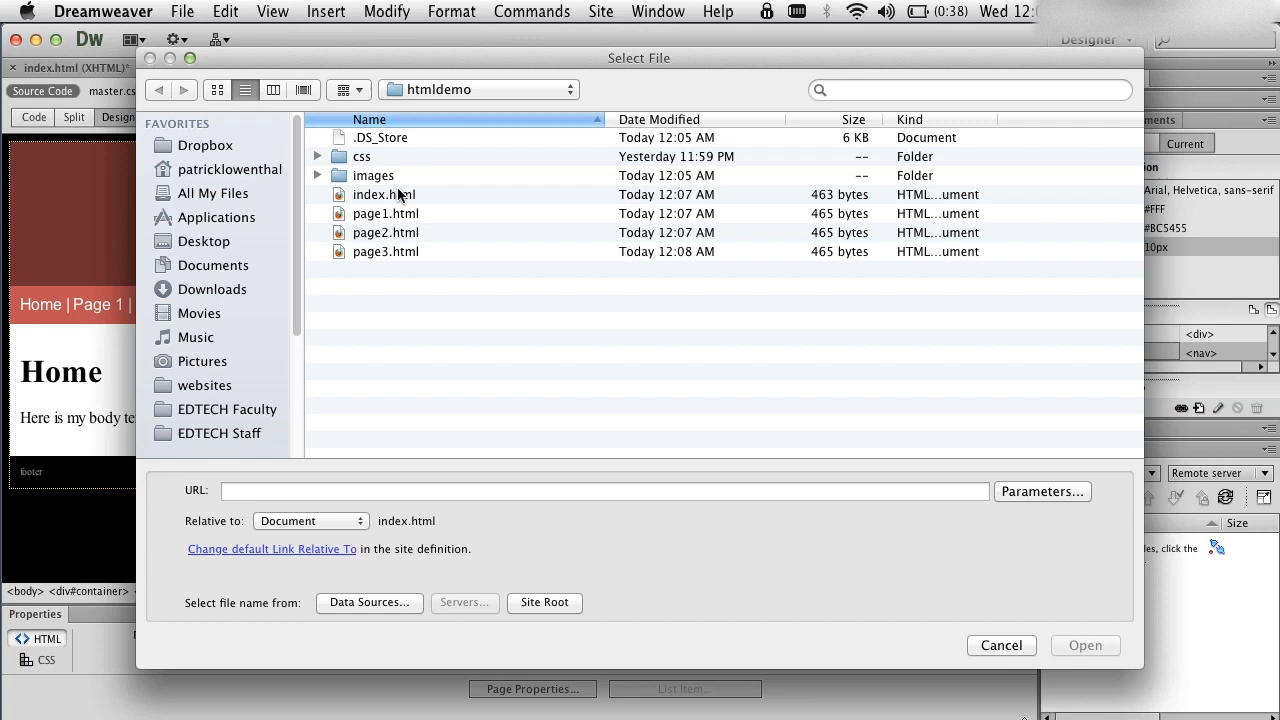 Dreamweaver File Edit View Insert Modify Format Commands Site Window Help (0:38) Wed 12:
Dw Designer
Select File
index.html (XHTML)*
Source Code master.cs
htmldemo
Code Split Design
FAVORITES
Dropbox
patricklowenthal
All My Files
Applications
Desktop
Documents
Downloads
Movies
Music
Pictures
websites
EDTECH Faculty
EDTECH Staff
Name Date Modified Size Kind
.DS_Store Today 12:05 AM 6 KB Document
css Yesterday 11:59 PM -- Folder
images Today 12:05 AM -- Folder
index.html Today 12:07 AM 463 bytes HTML...ument
page1.html Today 12:07 AM 465 bytes HTML...ument
page2.html Today 12:07 AM 465 bytes HTML...ument
page3.html Today 12:08 AM 465 bytes HTML...ument
Home | Page 1 |
Home
Here is my body te
footer
ments
Current
ion
Arial, Helvetica, sans-serif
#FFF
#BC5455
10px
<div>
<nav>
URL: Parameters...
Relative to: Document index.html
Change default Link Relative To in the site definition.
Select file name from: Data Sources... Servers... Site Root
Cancel Open
Remote server
Size
les, click the
<body> <div#container>
Properties
<> HTML
CSS
Page Properties... List Item...